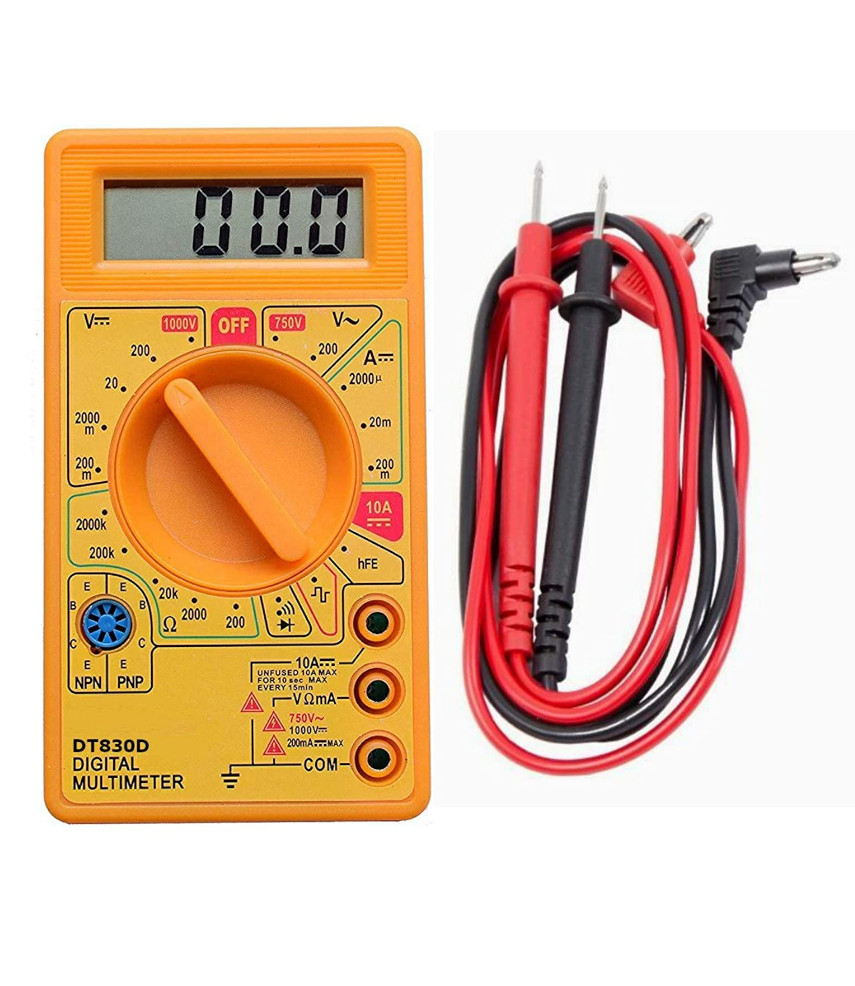 00.0
V⎓ 1000V OFF 750V V~
200 200 A⎓
20 2000µ
2000 m 20m
200 m 200 m
2000k 10A ⎓
200k hFE
20k 2000 200
Ω
E E
B B
C C
E E
NPN PNP
10A⎓
UNFUSED 10A MAX
FOR 10 sec MAX
EVERY 15min
VΩmA
750V~
1000V⎓
200mA⎓MAX
COM
DT830D
DIGITAL
MULTIMETER